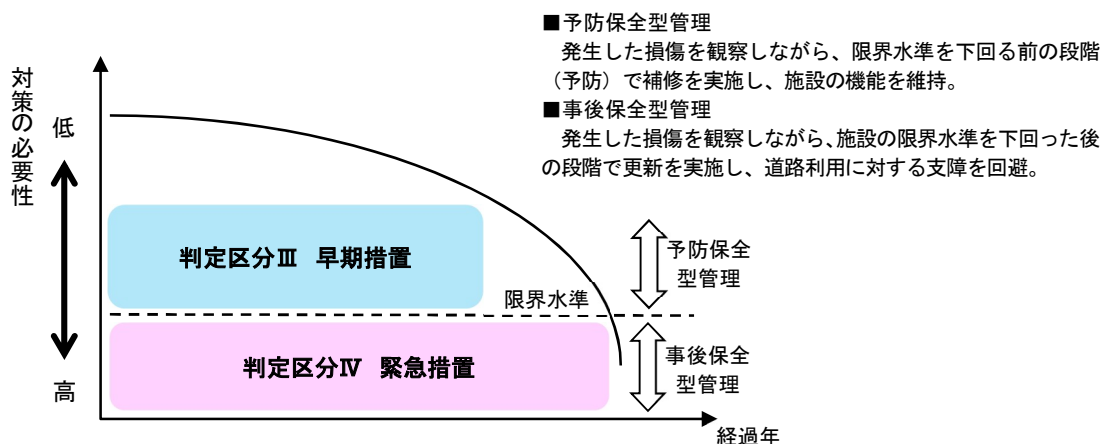 ■予防保全型管理
発生した損傷を観察しながら、限界水準を下回る前の段階
（予防）で補修を実施し、施設の機能を維持。
■事後保全型管理
発生した損傷を観察しながら、施設の限界水準を下回った後
の段階で更新を実施し、道路利用に対する支障を回避。
対策の必要性
低
高
判定区分Ⅲ 早期措置
限界水準
判定区分Ⅳ 緊急措置
予防保全
型管理
事後保全
型管理
経過年